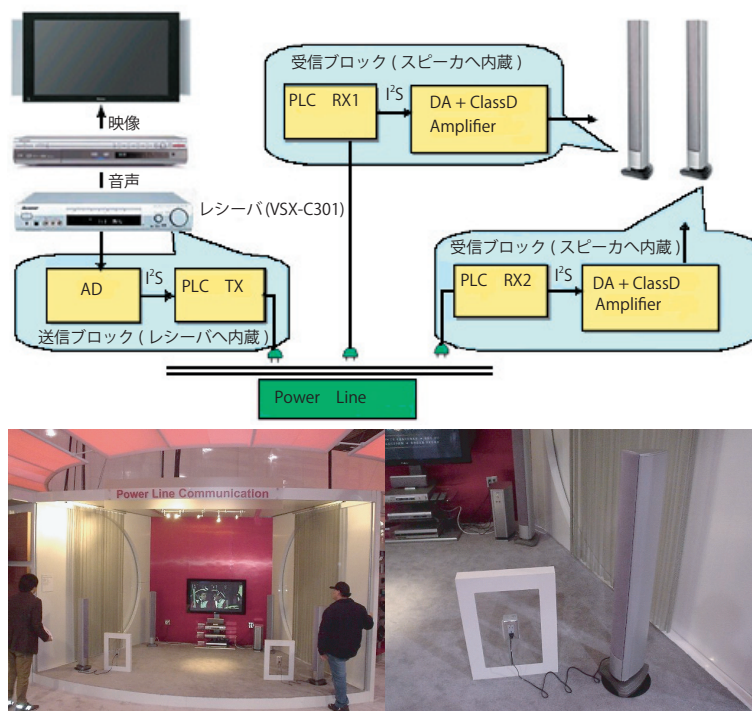 受信ブロック ( スピーカへ内蔵 )
PLC RX1
I²S
DA + ClassD
Amplifier
映像
音声
レシーバ (VSX-C301)
受信ブロック ( スピーカへ内蔵 )
AD
I²S
PLC TX
PLC RX2
I²S
DA + ClassD
Amplifier
送信ブロック ( レシーバへ内蔵 )
Power Line
Power Line Communication